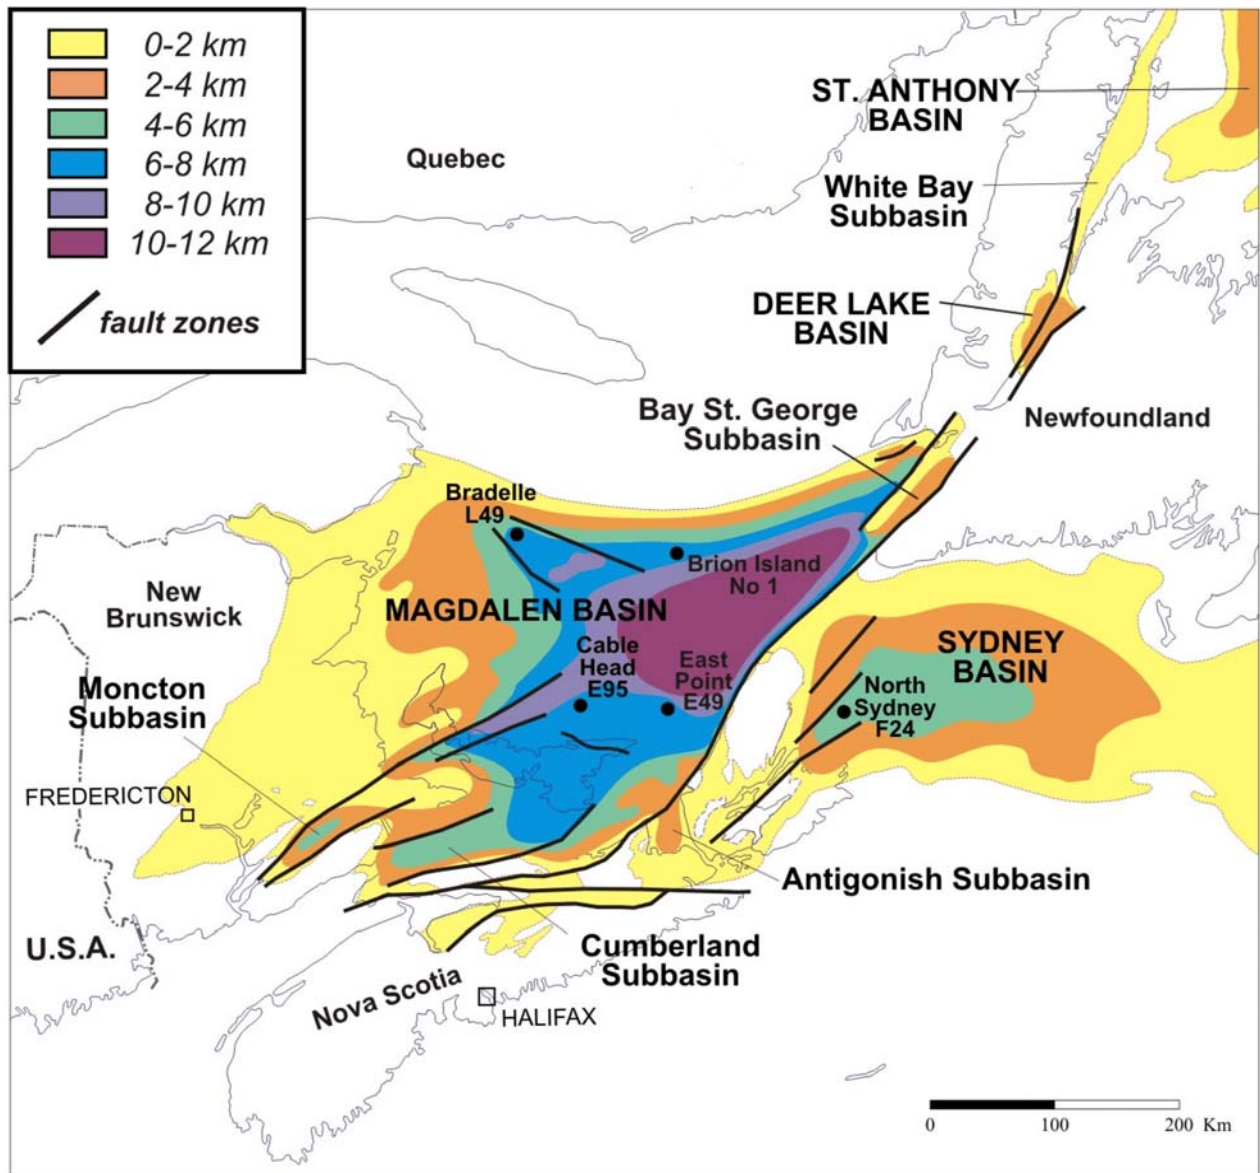 0-2 km
2-4 km
4-6 km
6-8 km
8-10 km
10-12 km
fault zones
Quebec
ST. ANTHONY
BASIN
White Bay
Subbasin
DEER LAKE
BASIN
Bay St. George
Subbasin
Newfoundland
Bradelle
L49
Brion Island
No 1
New
Brunswick
MAGDALEN BASIN
Cable
Head
E95
East
Point
E49
SYDNEY
BASIN
North
Sydney
F24
Moncton
Subbasin
FREDERICTON
Antigonish Subbasin
U.S.A.
Cumberland
Subbasin
Nova Scotia
HALIFAX
0 100 200 Km